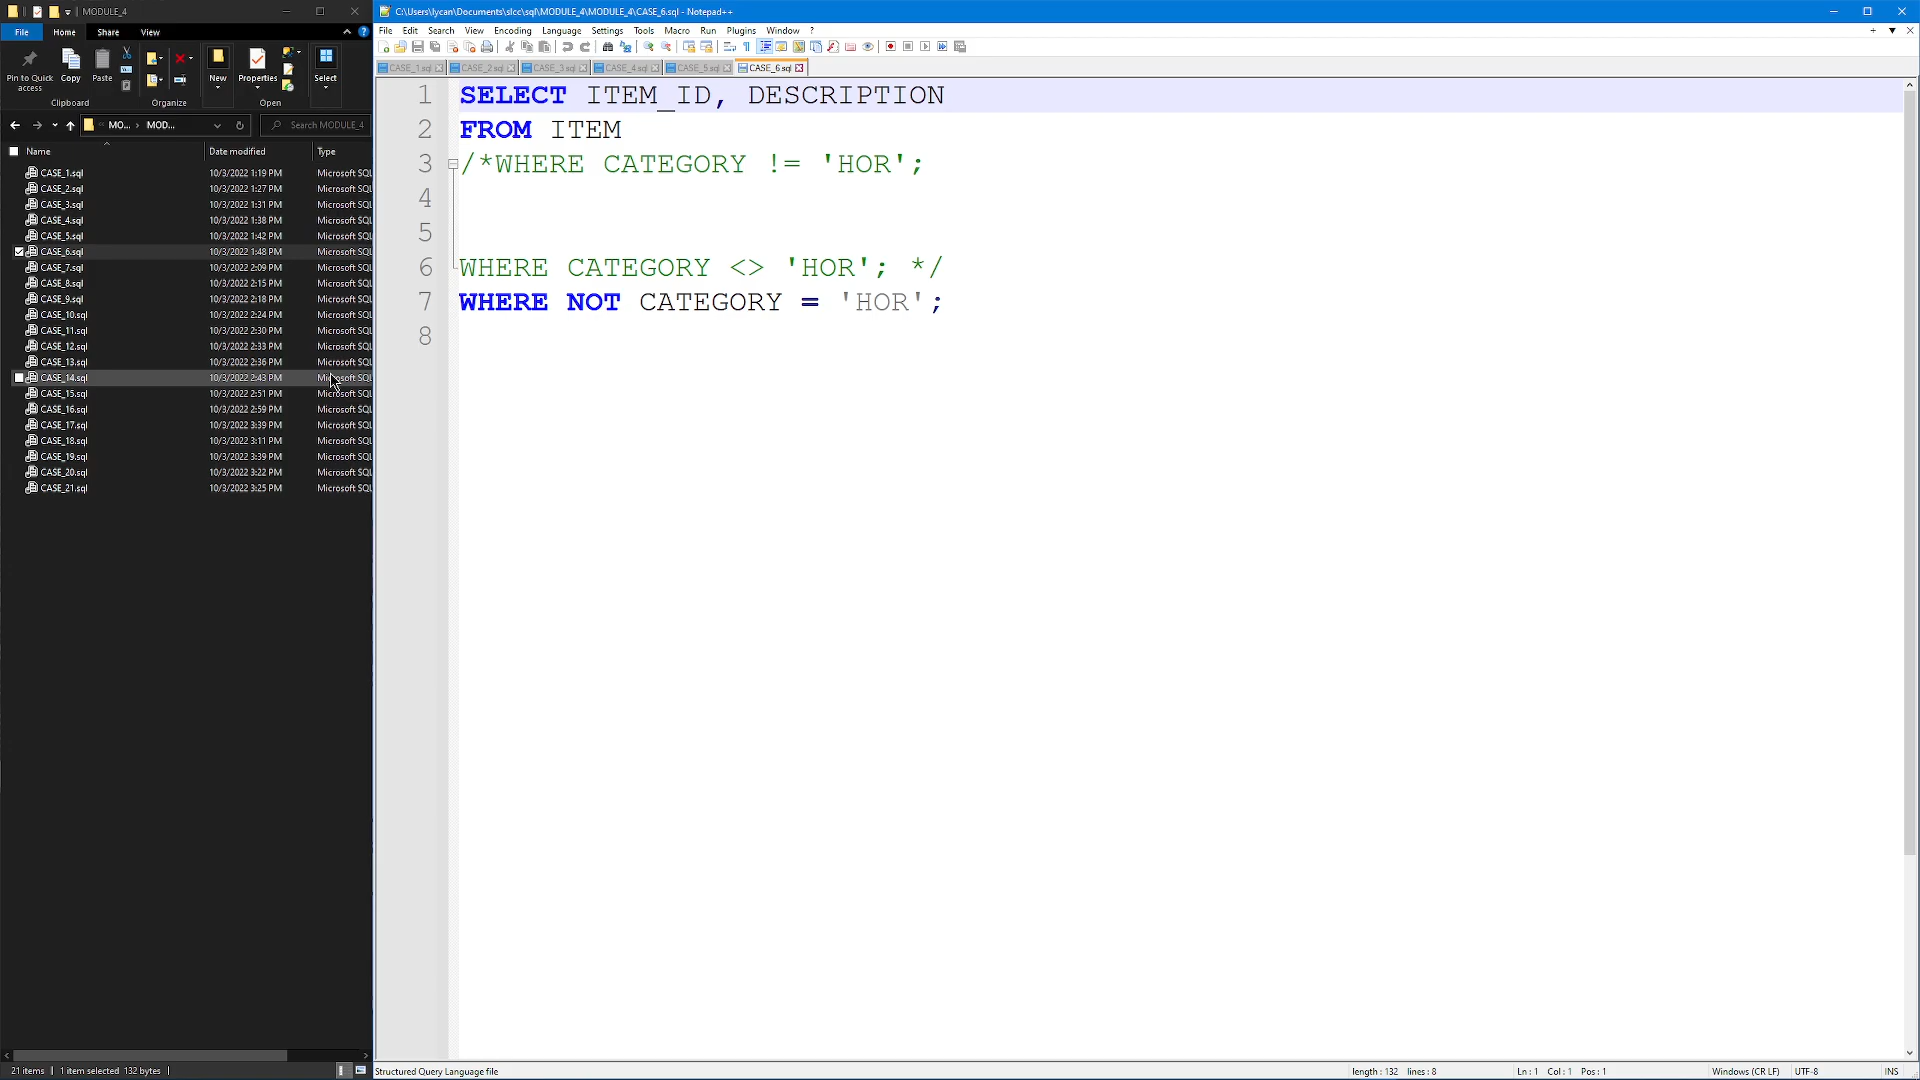 MODULE_4
File Home Share View
Pin to Quick access
Copy
Paste
New
Properties
Select
Clipboard
Organize
Open
MO... › MOD...
Search MODULE_4
Name Date modified Type
CASE_1.sql 10/3/2022 1:19 PM Microsoft SQL
CASE_2.sql 10/3/2022 1:27 PM Microsoft SQL
CASE_3.sql 10/3/2022 1:31 PM Microsoft SQL
CASE_4.sql 10/3/2022 1:38 PM Microsoft SQL
CASE_5.sql 10/3/2022 1:42 PM Microsoft SQL
CASE_6.sql 10/3/2022 1:48 PM Microsoft SQL
CASE_7.sql 10/3/2022 2:09 PM Microsoft SQL
CASE_8.sql 10/3/2022 2:15 PM Microsoft SQL
CASE_9.sql 10/3/2022 2:18 PM Microsoft SQL
CASE_10.sql 10/3/2022 2:24 PM Microsoft SQL
CASE_11.sql 10/3/2022 2:30 PM Microsoft SQL
CASE_12.sql 10/3/2022 2:33 PM Microsoft SQL
CASE_13.sql 10/3/2022 2:36 PM Microsoft SQL
CASE_14.sql 10/3/2022 2:43 PM Microsoft SQL
CASE_15.sql 10/3/2022 2:51 PM Microsoft SQL
CASE_16.sql 10/3/2022 2:59 PM Microsoft SQL
CASE_17.sql 10/3/2022 3:39 PM Microsoft SQL
CASE_18.sql 10/3/2022 3:11 PM Microsoft SQL
CASE_19.sql 10/3/2022 3:39 PM Microsoft SQL
CASE_20.sql 10/3/2022 3:22 PM Microsoft SQL
CASE_21.sql 10/3/2022 3:25 PM Microsoft SQL
21 items | 1 item selected 132 bytes |
C:\Users\lycan\Documents\slcc\sql\MODULE_4\MODULE_4\CASE_6.sql - Notepad++
File Edit Search View Encoding Language Settings Tools Macro Run Plugins Window ?
CASE_1.sql CASE_2.sql CASE_3.sql CASE_4.sql CASE_5.sql CASE_6.sql
1 SELECT ITEM_ID, DESCRIPTION
2 FROM ITEM
3 /*WHERE CATEGORY != 'HOR';
4
5
6 WHERE CATEGORY <> 'HOR'; */
7 WHERE NOT CATEGORY = 'HOR';
8
Structured Query Language file length : 132 lines : 8 Ln : 1 Col : 1 Pos : 1 Windows (CR LF) UTF-8 INS